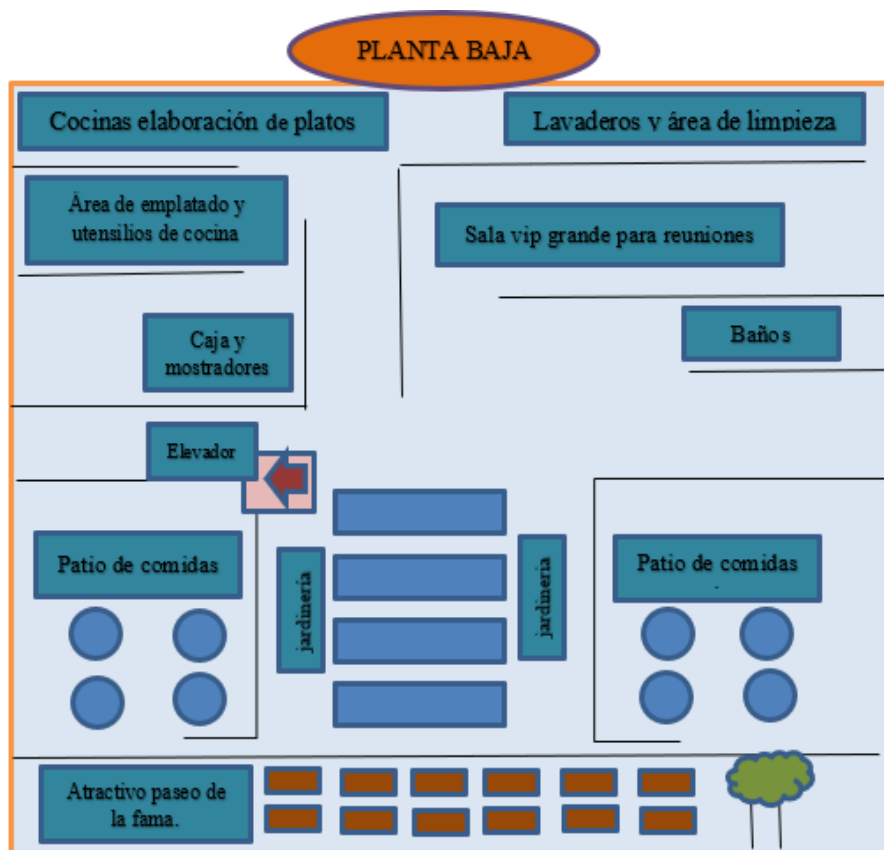 PLANTA BAJA
Cocinas elaboración de platos
Lavaderos y área de limpieza
Área de emplatado y
utensilios de cocina
Sala vip grande para reuniones
Caja y
mostradores
Baños
Elevador
Patio de comidas
jardinería
jardinería
Patio de comidas
Atractivo paseo de
la fama.